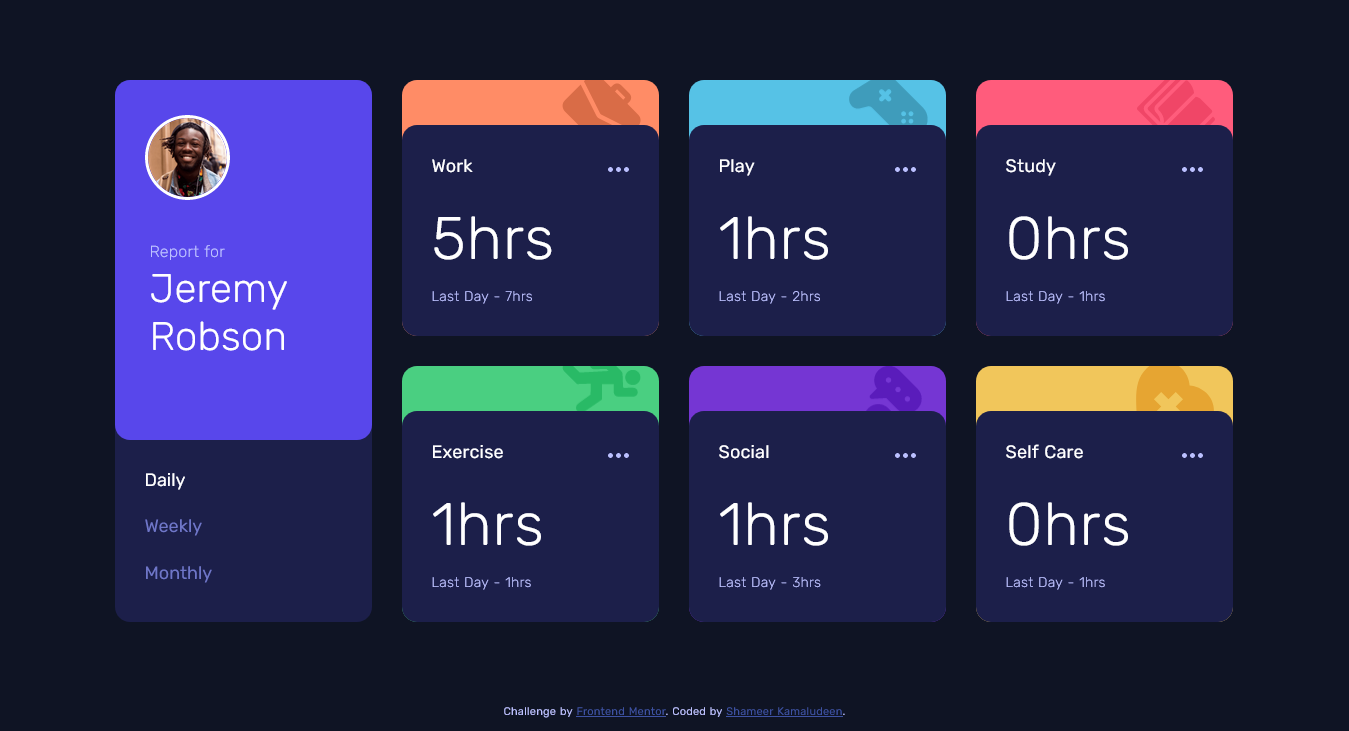 Report for
Jeremy
Robson
Daily
Weekly
Monthly
Work
5hrs
Last Day - 7hrs
Play
1hrs
Last Day - 2hrs
Study
0hrs
Last Day - 1hrs
Exercise
1hrs
Last Day - 1hrs
Social
1hrs
Last Day - 3hrs
Self Care
0hrs
Last Day - 1hrs
Challenge by Frontend Mentor. Coded by Shameer Kamaludeen.